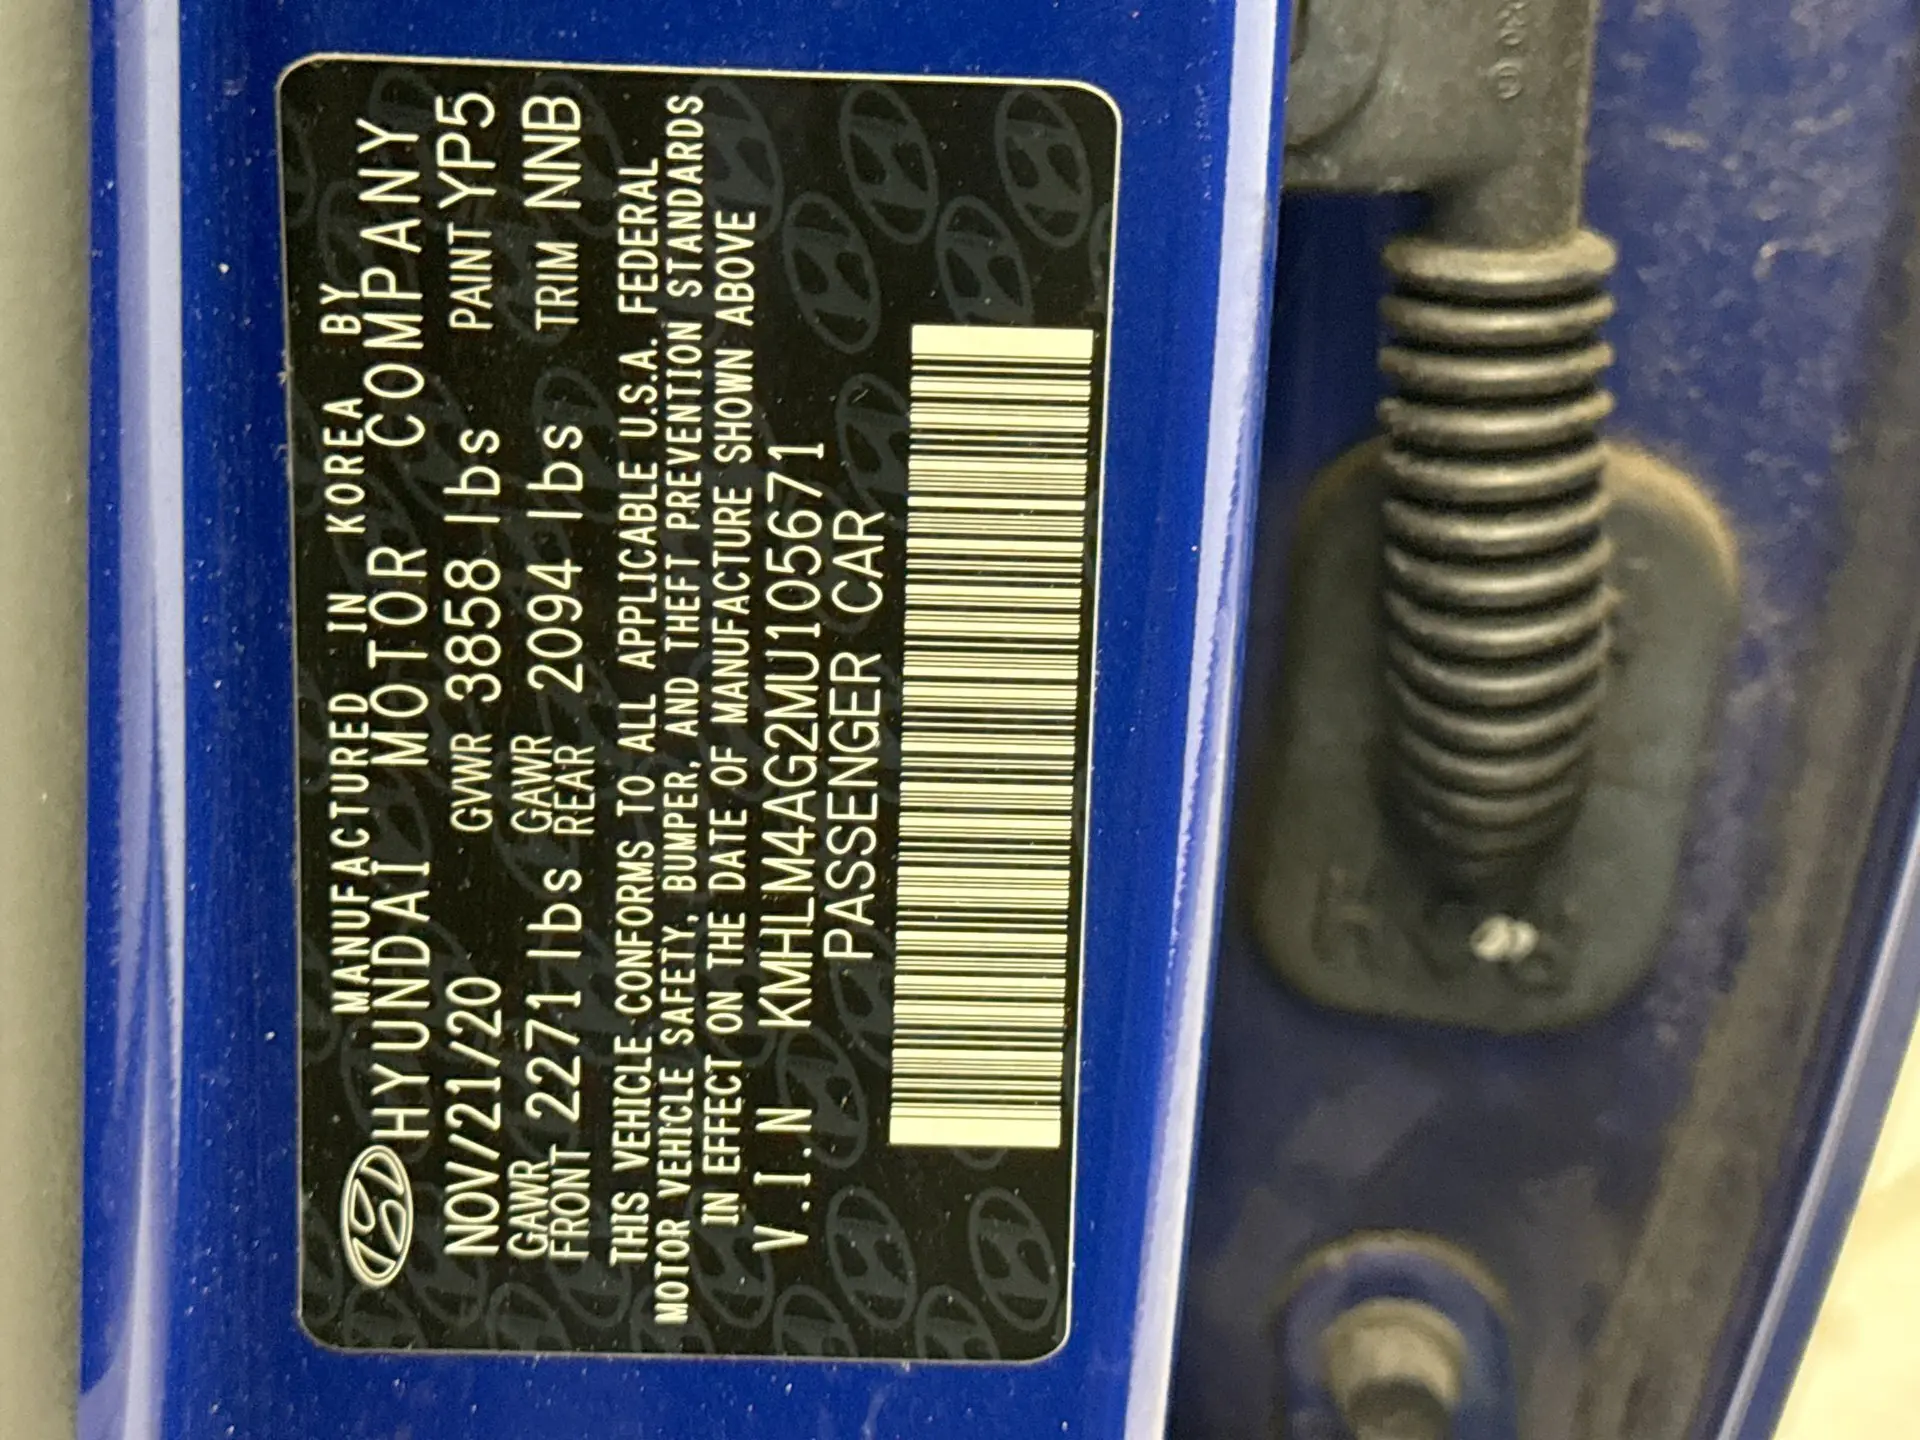 MANUFACTURED IN KOREA BY
HYUNDAI MOTOR COMPANY
NOV/21/20 GVWR 3858 lbs PAINT YP5
GAWR FRONT 2271 lbs GAWR REAR 2094 lbs TRIM NNB
THIS VEHICLE CONFORMS TO ALL APPLICABLE U.S.A. FEDERAL
MOTOR VEHICLE SAFETY, BUMPER, AND THEFT PREVENTION STANDARDS
IN EFFECT ON THE DATE OF MANUFACTURE SHOWN ABOVE
V.I.N KMHLM4AG2MU105671
PASSENGER CAR